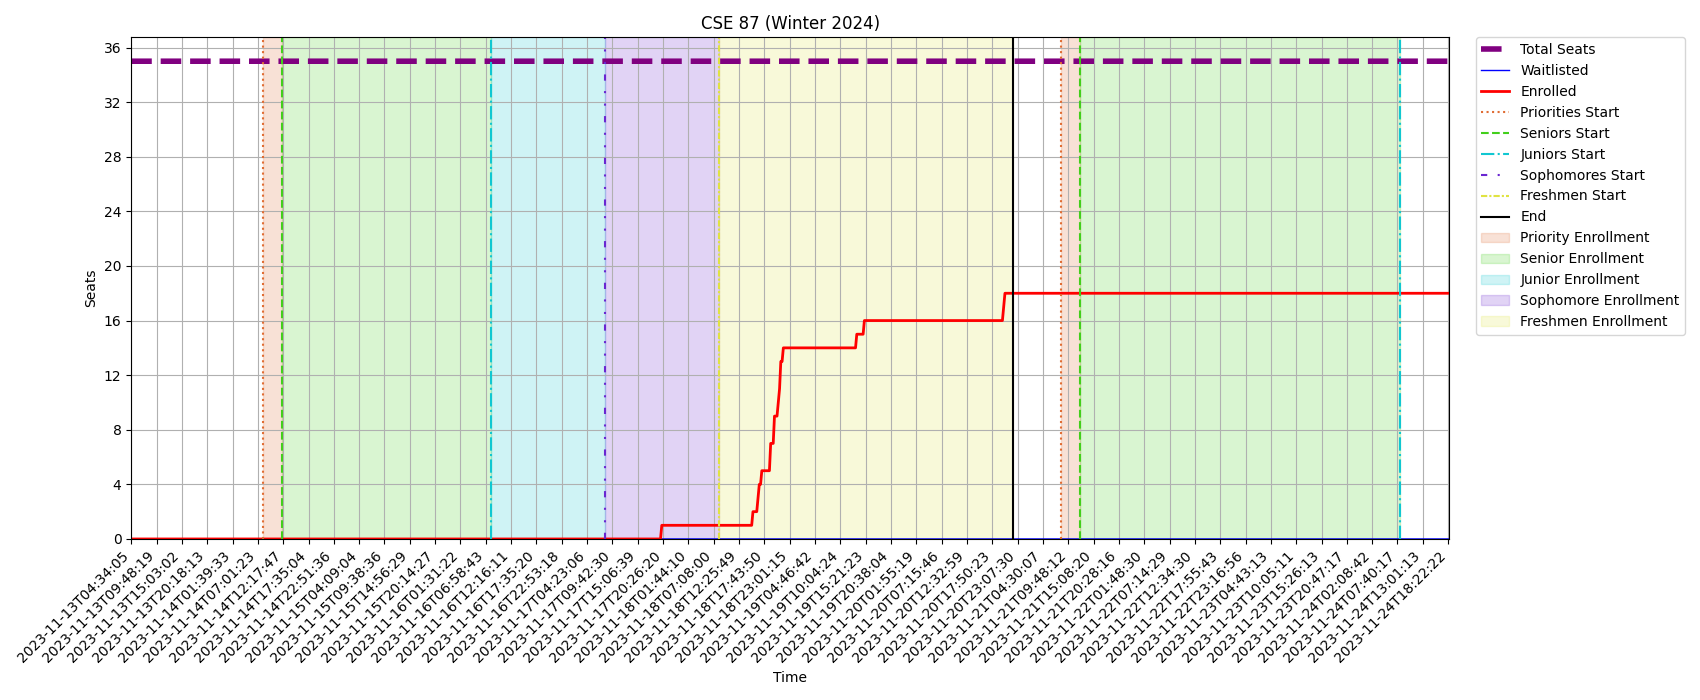 CSE 87 (Winter 2024)
36
32
28
24
20
16
12
8
4
0
Seats
2023-11-13T04:34:05
2023-11-13T09:48:19
2023-11-13T15:03:02
2023-11-13T20:18:13
2023-11-14T01:39:33
2023-11-14T07:01:23
2023-11-14T12:17:47
2023-11-14T17:35:04
2023-11-14T22:51:36
2023-11-15T04:09:04
2023-11-15T09:38:36
2023-11-15T14:56:29
2023-11-15T20:14:27
2023-11-16T01:31:22
2023-11-16T06:58:43
2023-11-16T12:16:11
2023-11-16T17:35:20
2023-11-16T22:53:18
2023-11-17T04:23:06
2023-11-17T09:42:30
2023-11-17T15:06:39
2023-11-17T20:26:20
2023-11-18T01:44:10
2023-11-18T07:08:00
2023-11-18T12:25:49
2023-11-18T17:43:50
2023-11-18T23:01:15
2023-11-19T04:46:42
2023-11-19T10:04:24
2023-11-19T15:21:23
2023-11-19T20:38:04
2023-11-20T01:55:19
2023-11-20T07:15:46
2023-11-20T12:32:59
2023-11-20T17:50:23
2023-11-20T23:07:30
2023-11-21T04:30:07
2023-11-21T09:48:12
2023-11-21T15:08:20
2023-11-21T20:28:16
2023-11-22T01:48:30
2023-11-22T07:14:29
2023-11-22T12:34:30
2023-11-22T17:55:43
2023-11-22T23:16:56
2023-11-23T04:43:13
2023-11-23T10:05:11
2023-11-23T15:26:13
2023-11-23T20:47:17
2023-11-24T02:08:42
2023-11-24T07:40:17
2023-11-24T13:01:13
2023-11-24T18:22:22
Time
Total Seats
Waitlisted
Enrolled
Priorities Start
Seniors Start
Juniors Start
Sophomores Start
Freshmen Start
End
Priority Enrollment
Senior Enrollment
Junior Enrollment
Sophomore Enrollment
Freshmen Enrollment